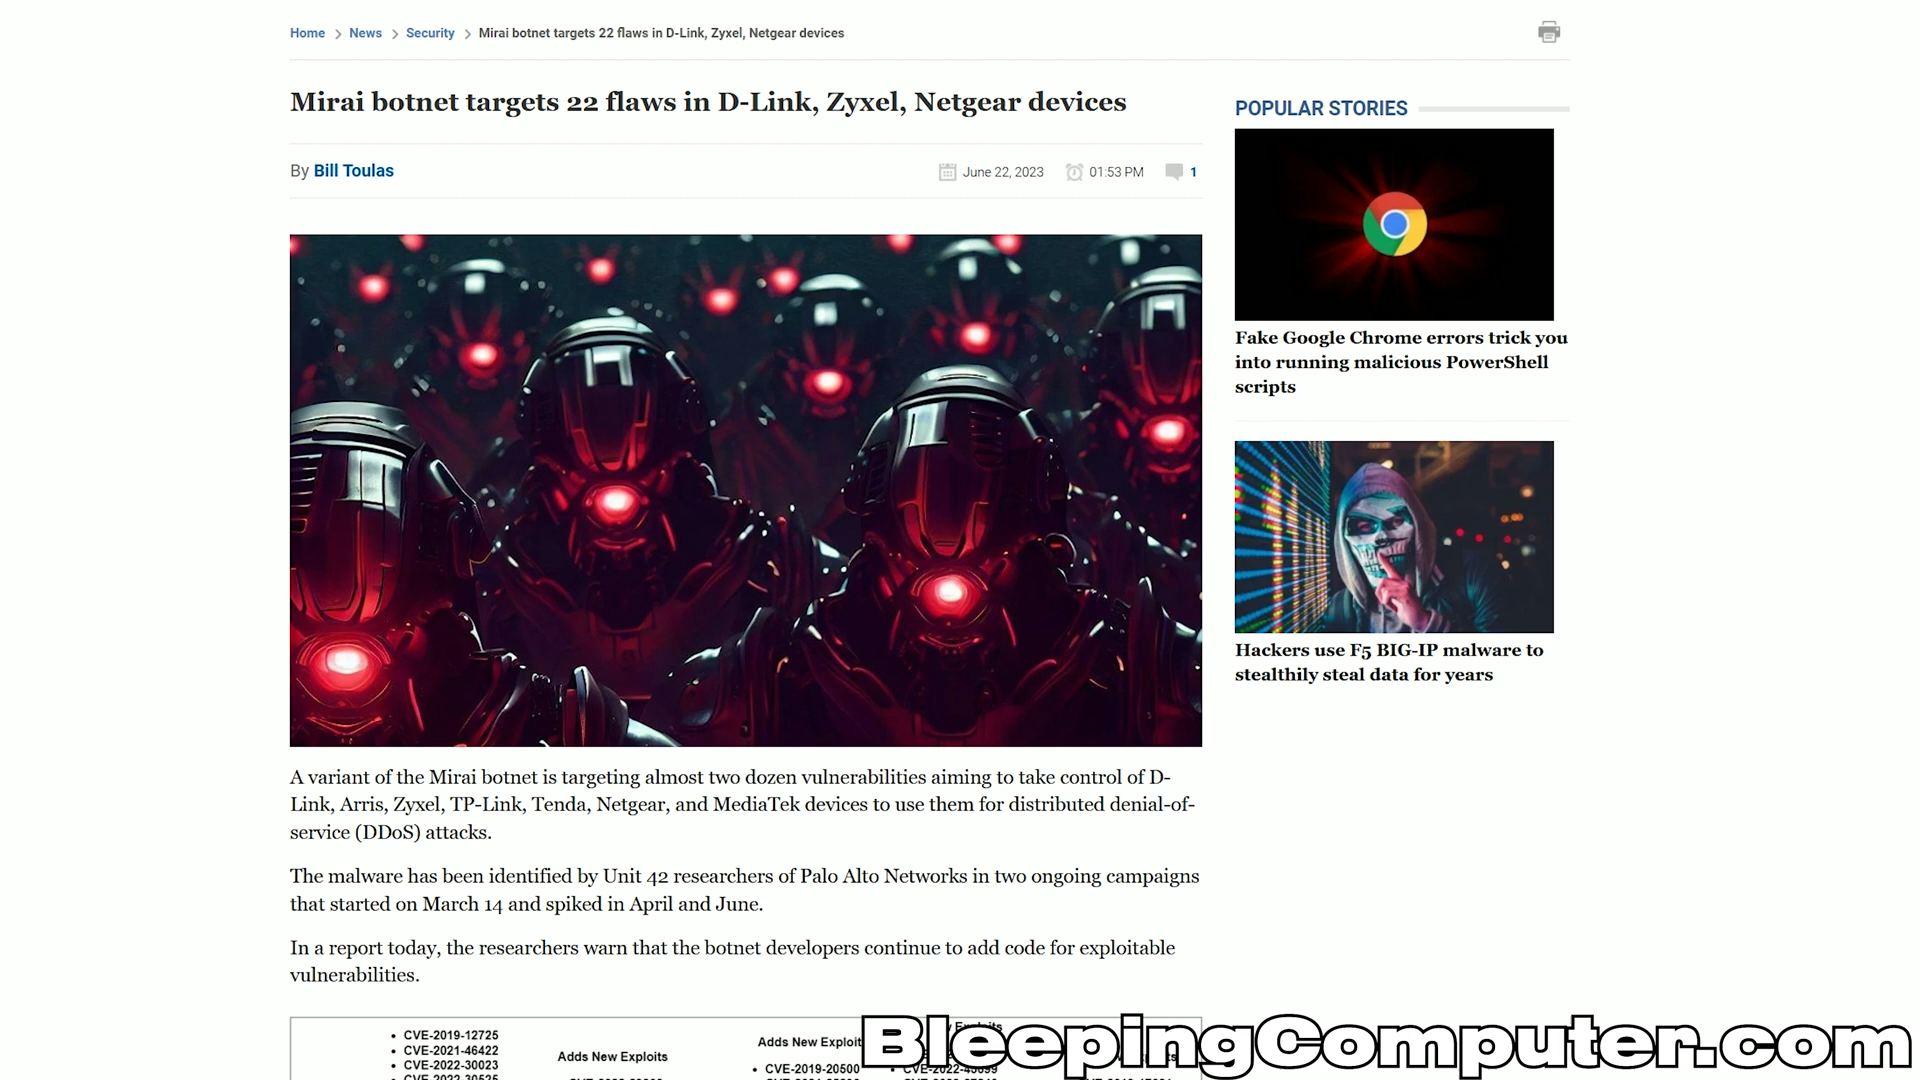 Home > News > Security > Mirai botnet targets 22 flaws in D-Link, Zyxel, Netgear devices
Mirai botnet targets 22 flaws in D-Link, Zyxel, Netgear devices
By Bill Toulas
June 22, 2023 01:53 PM 1
A variant of the Mirai botnet is targeting almost two dozen vulnerabilities aiming to take control of D-
Link, Arris, Zyxel, TP-Link, Tenda, Netgear, and MediaTek devices to use them for distributed denial-of-
service (DDoS) attacks.
The malware has been identified by Unit 42 researchers of Palo Alto Networks in two ongoing campaigns
that started on March 14 and spiked in April and June.
In a report today, the researchers warn that the botnet developers continue to add code for exploitable
vulnerabilities.
• CVE-2019-12725
• CVE-2021-46422
• CVE-2022-30023
Adds New Exploits
Adds New Exploit
• CVE-2019-20500
POPULAR STORIES
Fake Google Chrome errors trick you
into running malicious PowerShell
scripts
Hackers use F5 BIG-IP malware to
stealthily steal data for years
BleepingComputer.com